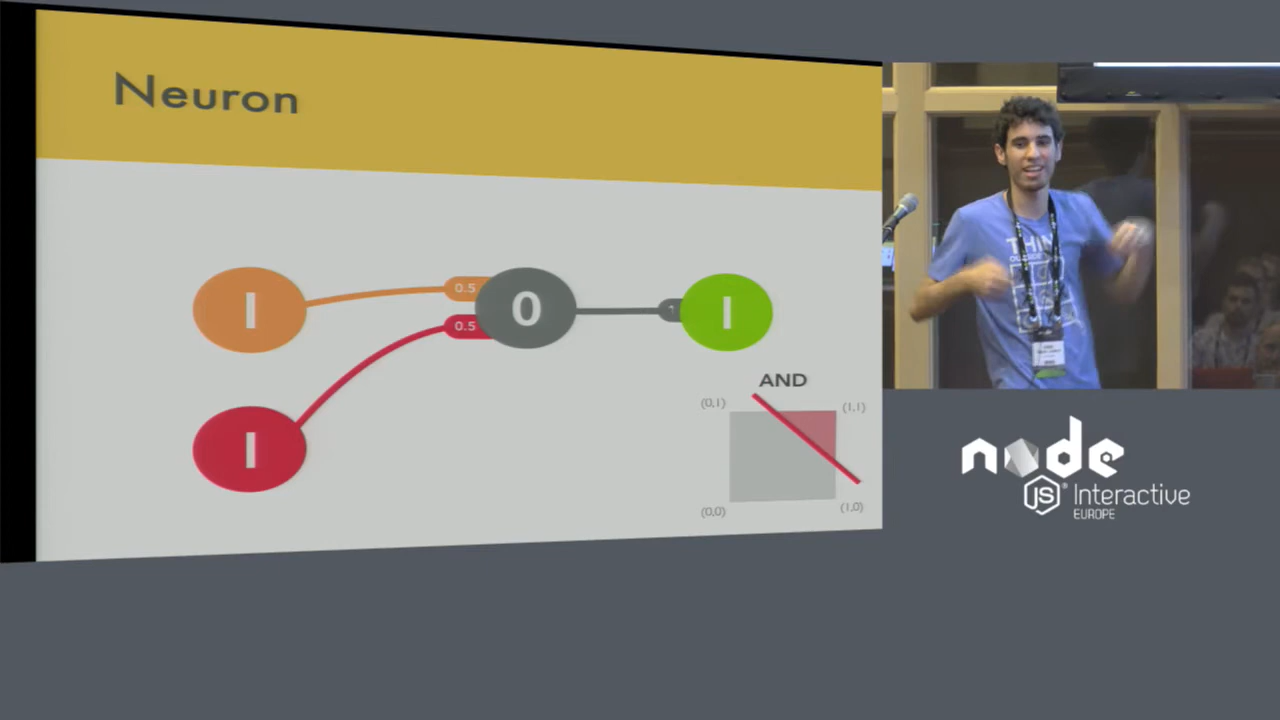 Neuron
I
0.5
0
1
I
0.5
I
AND
(0,1)
(1,1)
(0,0)
(1,0)
THIN
node
JS® Interactive
EUROPE